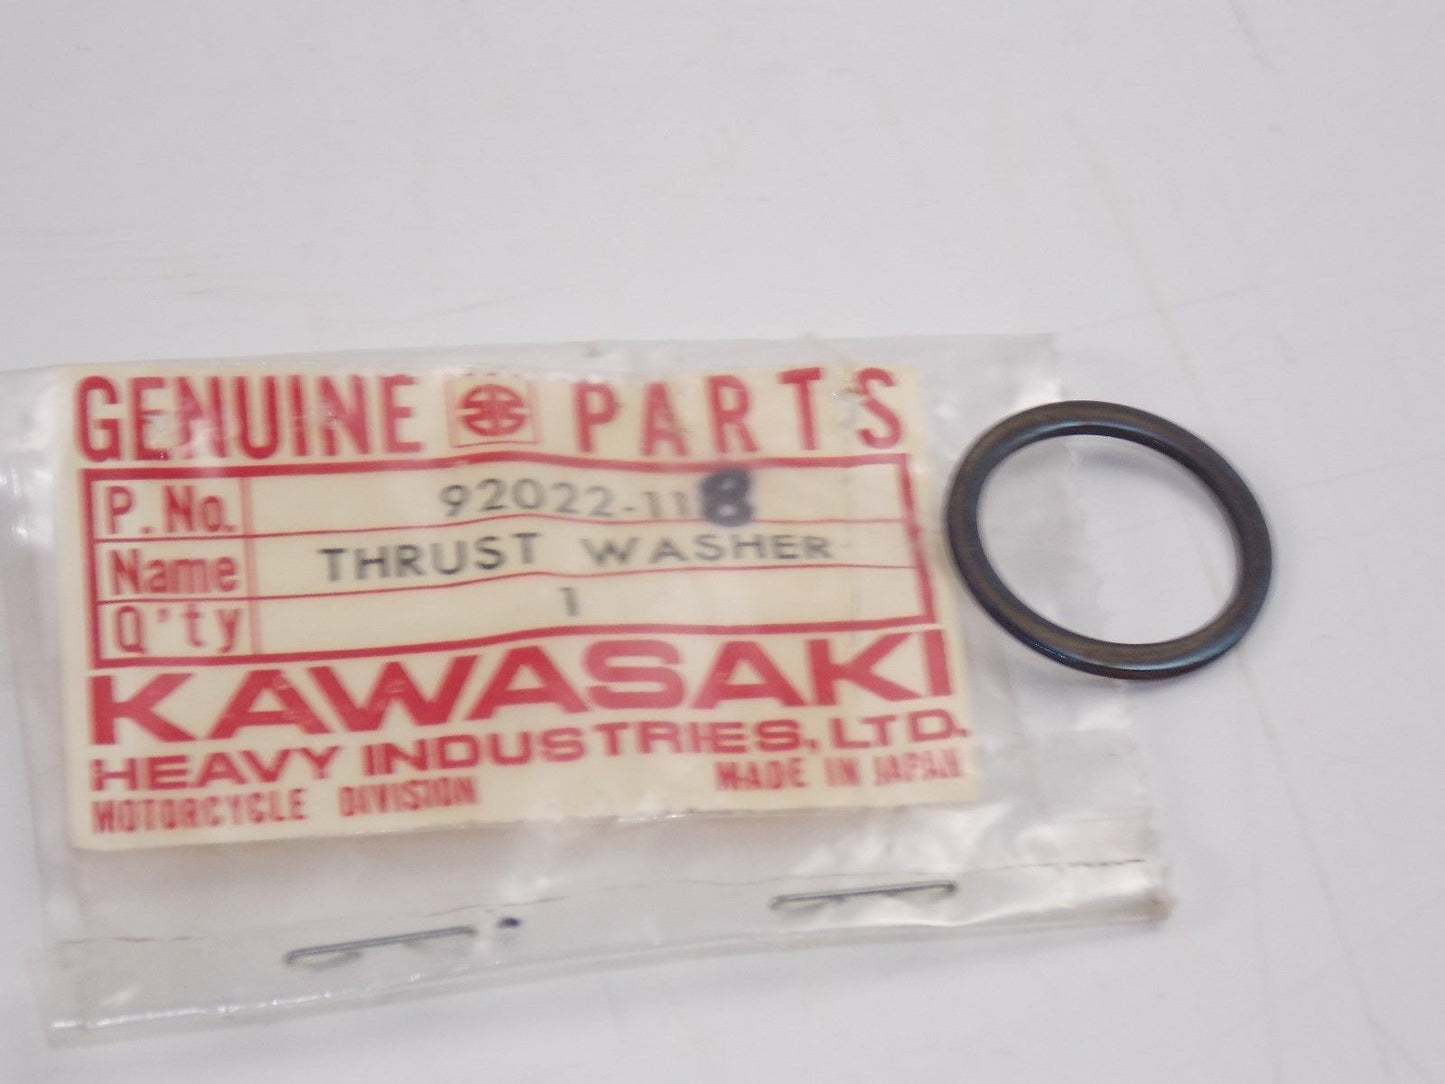 GENUINE PARTS
P. No. 92022-118
Name THRUST WASHER
Q'ty 1
KAWASAKI
HEAVY INDUSTRIES, LTD.
MOTORCYCLE DIVISION MADE IN JAPAN